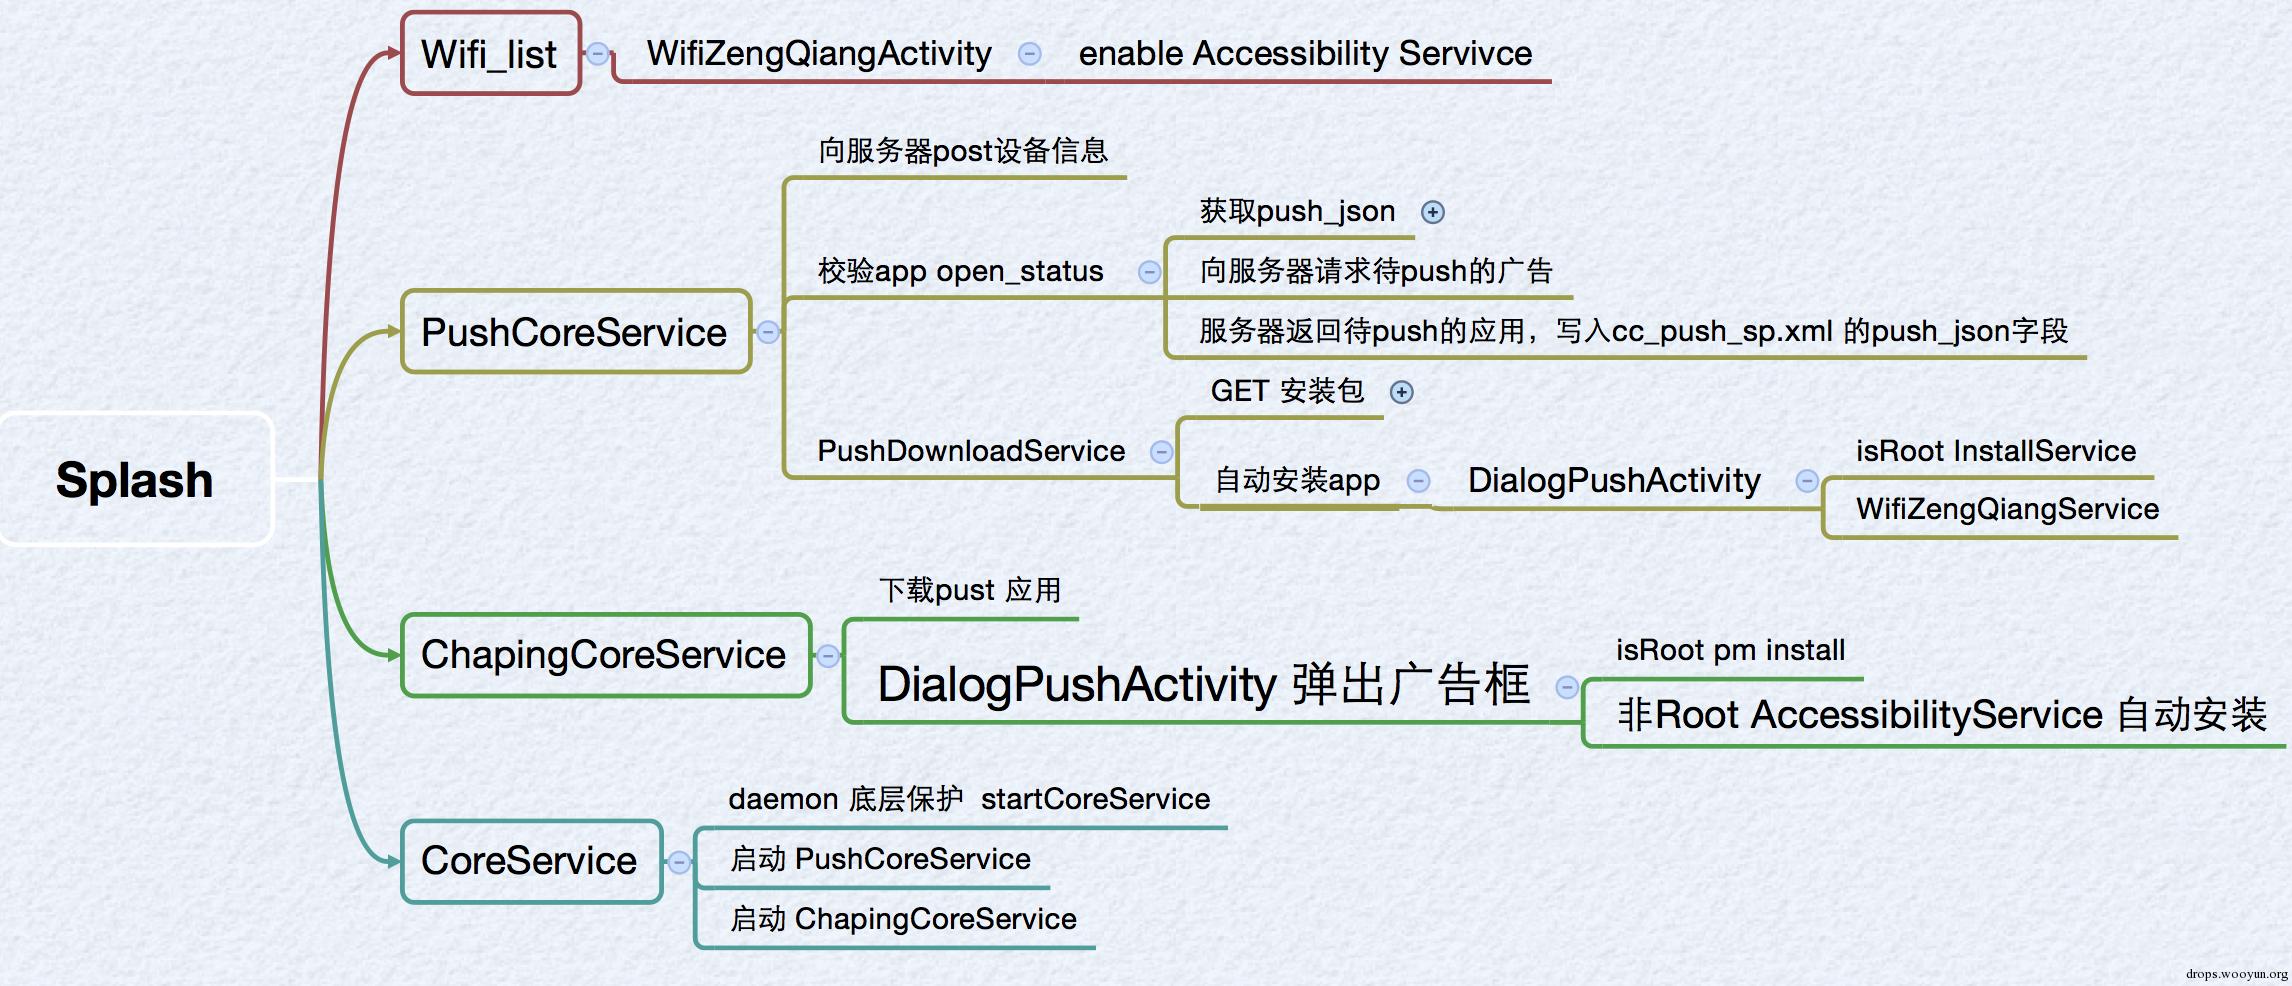 Splash
Wifi_list
WifiZengQiangActivity
enable Accessibility Servivce
PushCoreService
向服务器post设备信息
校验app open_status
获取push_json
向服务器请求待push的广告
服务器返回待push的应用，写入cc_push_sp.xml 的push_json字段
PushDownloadService
GET 安装包
自动安装app
DialogPushActivity
isRoot InstallService
WifiZengQiangService
ChapingCoreService
下载pust 应用
DialogPushActivity 弹出广告框
isRoot pm install
非Root AccessibilityService 自动安装
CoreService
daemon 底层保护 startCoreService
启动 PushCoreService
启动 ChapingCoreService
drops.wooyun.org